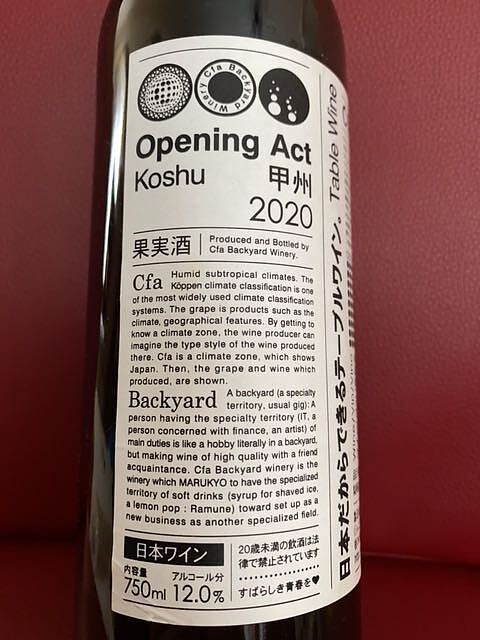 Cfa Backyard Winery
Opening Act
Koshu 甲州
2020
果実酒
Produced and Bottled by
Cfa Backyard Winery.
Cfa Humid subtropical climates. The
Köppen climate classification is one
of the most widely used climate classification
systems. The grape is products such as the
climate, geographical features. By getting to
know a climate zone, the wine producer can
imagine the type style of the wine produced
there. Cfa is a climate zone, which shows
Japan. Then, the grape and wine which
produced, are shown.
Backyard A backyard (a specialty
territory, usual gig): A
person having the specialty territory (IT, a
person concerned with finance, an artist) of
main duties is like a hobby literally in a backyard,
but making wine of high quality with a friend
acquaintance. Cfa Backyard winery is the
winery which MARUKYO to have the specialized
territory of soft drinks (syrup for shaved ice,
a lemon pop : Ramune) toward set up as a
new business as another specialized field.
日本ワイン
内容量
750ml
アルコール分
12.0%
20歳未満の飲酒は法
律で禁止されています
すばらしき青春を♥
日本だからできるテーブルワイン。Table Wine
Wine/Vin/Vino